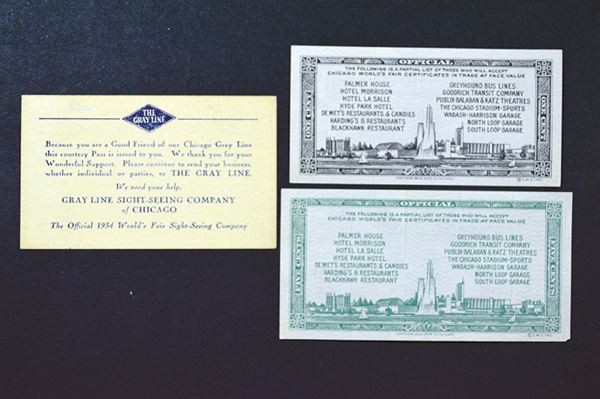 THE
GRAY LINE
Because you are a Good Friend of our Chicago Gray Line
this courtesy Pass is issued to you. We thank you for your
Wonderful Support. Please continue to send your business,
whether individual or parties, to THE GRAY LINE.
We need your help.
GRAY LINE SIGHT-SEEING COMPANY
of CHICAGO
The Official 1934 World's Fair Sight-Seeing Company
OFFICIAL
THE FOLLOWING IS A PARTIAL LIST OF THOSE WHO WILL ACCEPT
CHICAGO WORLD'S FAIR CERTIFICATES IN TRADE AT FACE VALUE
ONE CENT
PALMER HOUSE
HOTEL MORRISON
HOTEL LA SALLE
HYDE PARK HOTEL
DE MET'S RESTAURANTS & CANDIES
HARDING'S 8 RESTAURANTS
BLACKHAWK RESTAURANT
GREYHOUND BUS LINES
GOODRICH TRANSIT COMPANY
PUBLIX-BALABAN & KATZ THEATRES
THE CHICAGO STADIUM-SPORTS
WABASH-HARRISON GARAGE
NORTH LOOP GARAGE
SOUTH LOOP GARAGE
ONE CENT
OFFICIAL
THE FOLLOWING IS A PARTIAL LIST OF THOSE WHO WILL ACCEPT
CHICAGO WORLD'S FAIR CERTIFICATES IN TRADE AT FACE VALUE
FIVE CENTS
PALMER HOUSE
HOTEL MORRISON
HOTEL LA SALLE
HYDE PARK HOTEL
DE MET'S RESTAURANTS & CANDIES
HARDING'S 8 RESTAURANTS
BLACKHAWK RESTAURANT
GREYHOUND BUS LINES
GOODRICH TRANSIT COMPANY
PUBLIX-BALABAN & KATZ THEATRES
THE CHICAGO STADIUM-SPORTS
WABASH-HARRISON GARAGE
NORTH LOOP GARAGE
SOUTH LOOP GARAGE
FIVE CENTS